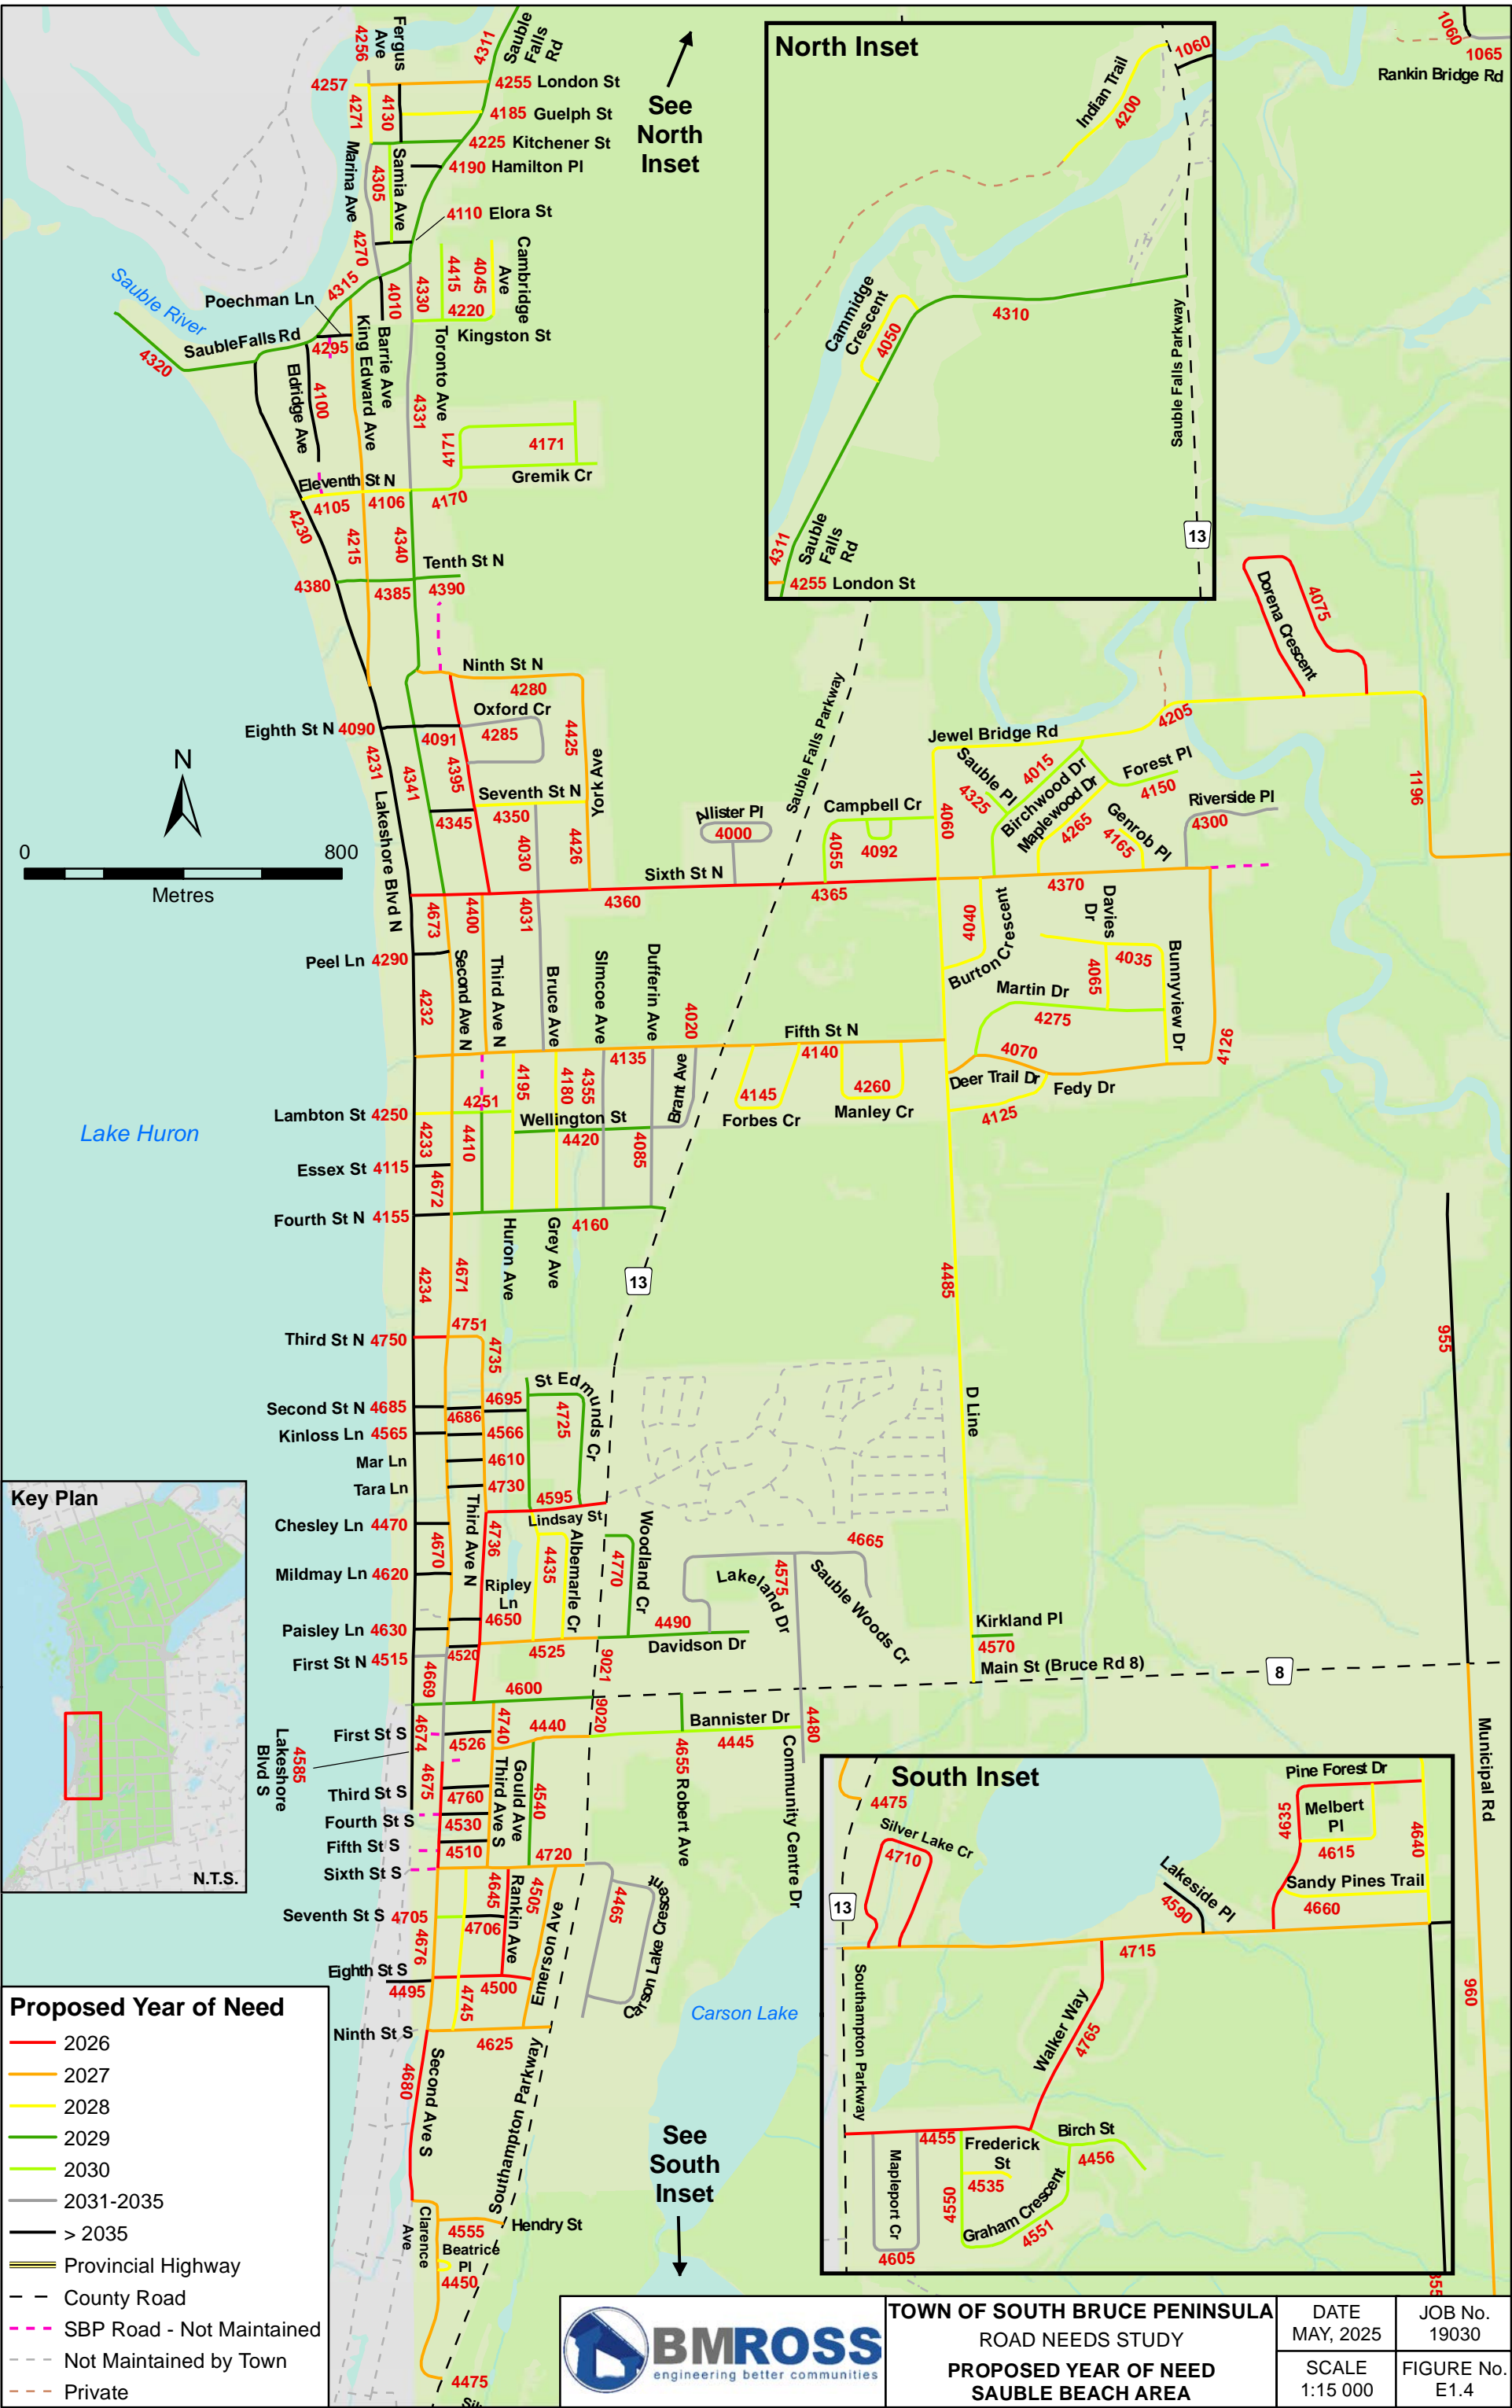 Fergus
Ave
4256
4311
Sauble
Falls
Rd
4257
4255 London St
4271
4130
4185 Guelph St
4225 Kitchener St
4190 Hamilton Pl
Marina Ave
4305
Samia Ave
4110 Elora St
4270
4315
4010
4330
4415
4045
Cambridge
Ave
4220
Kingston St
Sauble River
Poechman Ln
SaubleFalls Rd
4295
4320
Eldridge Ave
4100
King Edward Ave
Barrie Ave
Toronto Ave
4331
4171
4171
Gremik Cr
Eleventh St N
4105
4106
4170
4230
4215
4340
Tenth St N
4380
4385
4390
See
North
Inset
North Inset
1060
Indian Trail
4200
Cammidge
Crescent
4050
4310
Sauble Falls Parkway
13
4311
Sauble
Falls
Rd
4255 London St
1060
1065
Rankin Bridge Rd
Ninth St N
4280
Oxford Cr
Eighth St N 4090
4091
4285
4425
4231
4341
4395
York Ave
Seventh St N
4345
4350
4030
4426
Lakeshore Blvd N
N
0
800
Metres
Allister Pl
4000
Sauble Falls Parkway
Campbell Cr
4055
4092
4060
Sixth St N
4360
4365
4370
Dorena Crescent
4075
Jewel Bridge Rd
4205
1196
Sauble Pl
4325
4015
Birchwood Dr
Maplewood Dr
4265
Forest Pl
4150
Genrob Pl
4165
Riverside Pl
4300
4673
4400
4031
Peel Ln 4290
4232
Second Ave N
Third Ave N
Bruce Ave
SImcoe Ave
Dufferin Ave
4020
4040
Burton Crescent
Davies
Dr
4035
4065
Bunnyview Dr
Martin Dr
4275
4126
Fifth St N
4135
4140
4070
Deer Trail Dr
Fedy Dr
4125
4195
4180
4355
Brant Ave
4145
Forbes Cr
4260
Manley Cr
Lambton St 4250
4251
Wellington St
4420
4085
4233
4410
Lake Huron
Essex St 4115
4672
Fourth St N 4155
4160
Huron Ave
Grey Ave
4234
4671
13
4485
D Line
955
Third St N 4750
4751
4735
St Edmunds Cr
Second St N 4685
4695
4686
4725
Kinloss Ln 4565
4566
Mar Ln
4610
Tara Ln
4730
4595
Lindsay St
Chesley Ln 4470
4670
Third Ave N
4736
4435
Albemarle Cr
4770
Woodland Cr
4665
Mildmay Ln 4620
Ripley
Ln
4650
Lakeland Dr
4575
Sauble Woods Cr
Paisley Ln 4630
4490
Davidson Dr
First St N 4515
4520
4525
4669
9021
Kirkland Pl
4570
Main St (Bruce Rd 8)
8
4600
9020
4674
4740
4440
Bannister Dr
4445
4480
First St S
4526
4585
Lakeshore
Blvd S
4675
Third St S
4760
Third Ave S
Gould Ave
4540
4655 Robert Ave
Community Centre Dr
Fourth St S
4530
Fifth St S
4510
4720
Sixth St S
4645
Rankin Ave
4505
Emerson Ave
4465
Carson Lake Crescent
Seventh St S 4705
4706
4676
Eighth St S
4495
4500
4745
Carson Lake
Ninth St S
4625
4680
Second Ave S
Southampton Parkway
Clarence
Ave
4555
Hendry St
Beatrice
Pl
4450
4475
See
South
Inset
Municipal Rd
960
South Inset
4475
Silver Lake Cr
4710
13
Pine Forest Dr
4635
Melbert
Pl
4615
4640
Sandy Pines Trail
4660
Lakeside Pl
4590
4715
Southampton Parkway
Walker Way
4765
4455
Frederick
St
4535
Birch St
4456
4550
Graham Crescent
4551
Mapleport Cr
4605
Key Plan
N.T.S.
Proposed Year of Need
2026
2027
2028
2029
2030
2031-2035
> 2035
Provincial Highway
County Road
SBP Road - Not Maintained
Not Maintained by Town
Private
BMROSS
engineering better communities
TOWN OF SOUTH BRUCE PENINSULA
ROAD NEEDS STUDY
PROPOSED YEAR OF NEED
SAUBLE BEACH AREA
DATE
MAY, 2025
JOB No.
19030
SCALE
1:15 000
FIGURE No.
E1.4